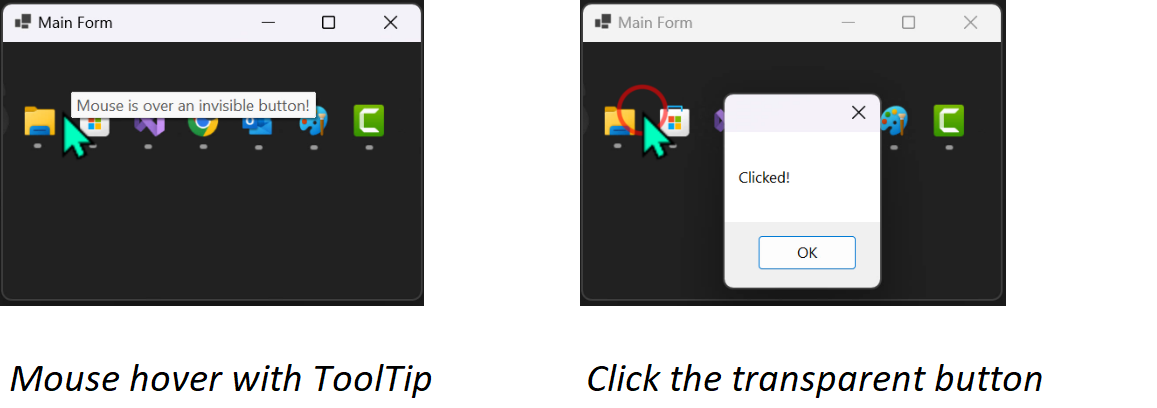 Main Form
Mouse is over an invisible button!
Mouse hover with ToolTip
Main Form
Clicked!
OK
Click the transparent button